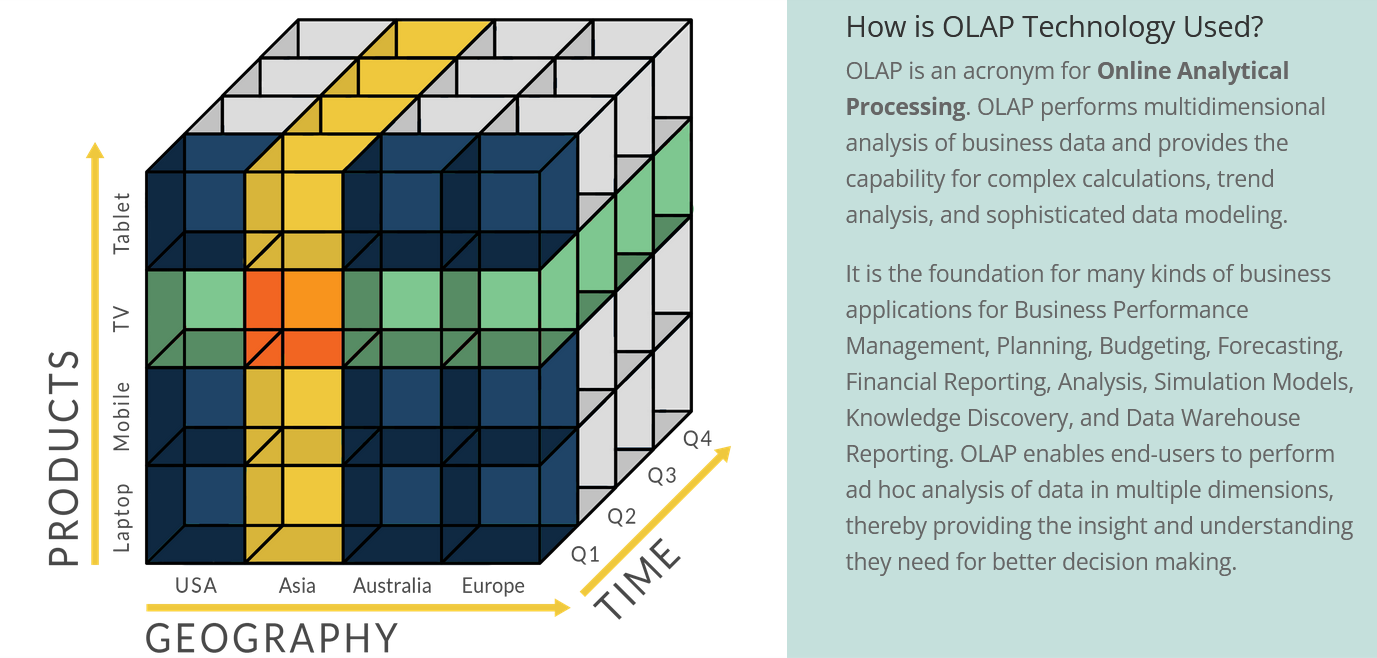 PRODUCTS
Tablet
TV
Mobile
Laptop
USA
Asia
Australia
Europe
GEOGRAPHY
Q1
Q2
Q3
Q4
TIME
How is OLAP Technology Used?
OLAP is an acronym for Online Analytical
Processing. OLAP performs multidimensional
analysis of business data and provides the
capability for complex calculations, trend
analysis, and sophisticated data modeling.
It is the foundation for many kinds of business
applications for Business Performance
Management, Planning, Budgeting, Forecasting,
Financial Reporting, Analysis, Simulation Models,
Knowledge Discovery, and Data Warehouse
Reporting. OLAP enables end-users to perform
ad hoc analysis of data in multiple dimensions,
thereby providing the insight and understanding
they need for better decision making.